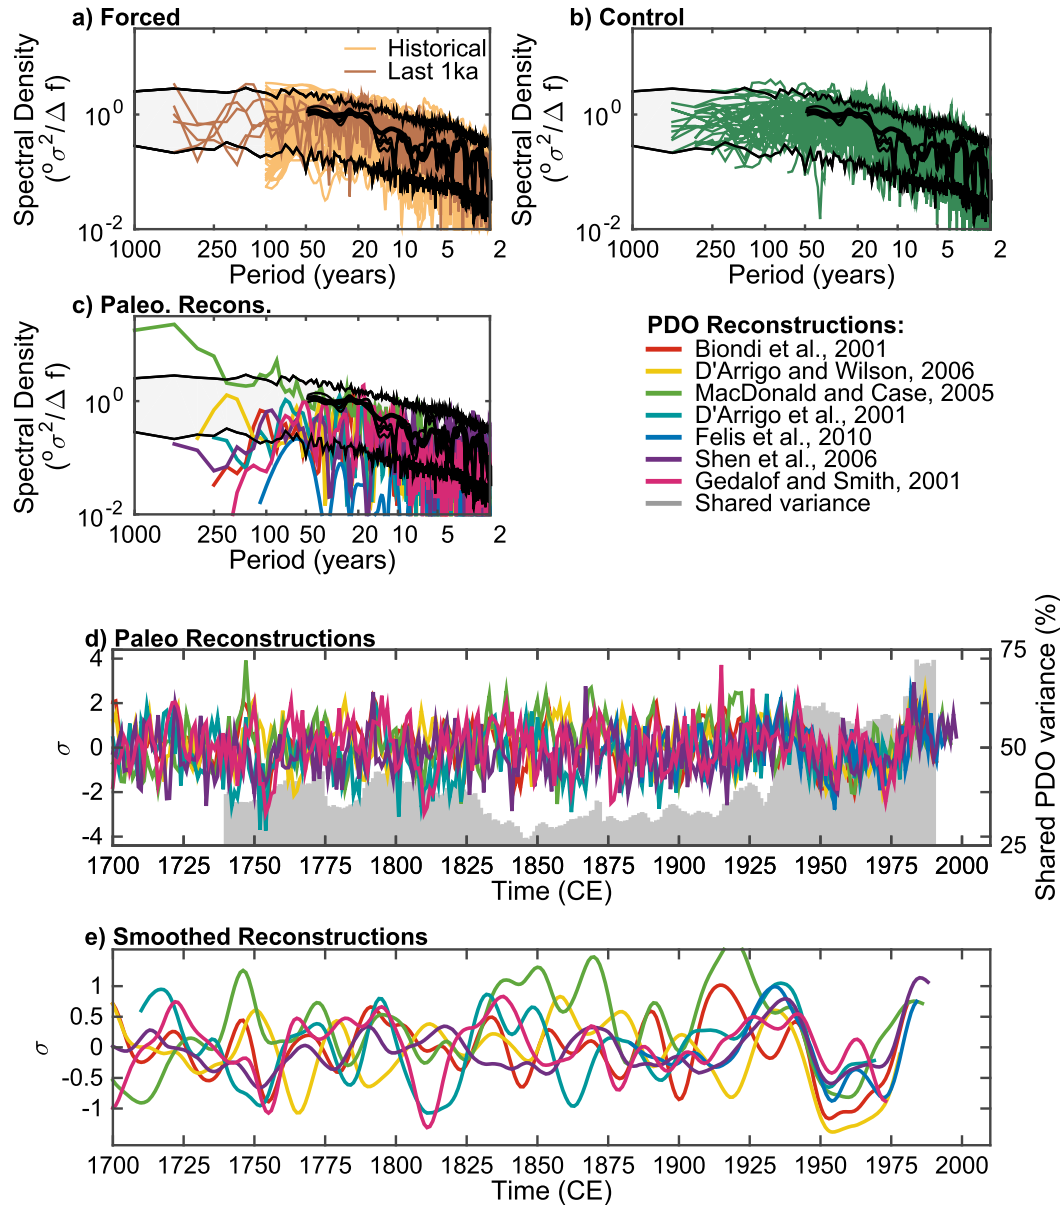 a) Forced
Spectral Density
(°σ²/Δ f)
Historical
Last 1ka
10⁰
10⁻²
1000 250 100 50 20 10 5 2
Period (years)
b) Control
Spectral Density
(°σ²/Δ f)
10⁰
10⁻²
1000 250 100 50 20 10 5 2
Period (years)
c) Paleo. Recons.
Spectral Density
(°σ²/Δ f)
10⁰
10⁻²
1000 250 100 50 20 10 5 2
Period (years)
PDO Reconstructions:
Biondi et al., 2001
D'Arrigo and Wilson, 2006
MacDonald and Case, 2005
D'Arrigo et al., 2001
Felis et al., 2010
Shen et al., 2006
Gedalof and Smith, 2001
Shared variance
d) Paleo Reconstructions
σ
4
2
0
-2
-4
75
50
25
Shared PDO variance (%)
1700 1725 1750 1775 1800 1825 1850 1875 1900 1925 1950 1975 2000
Time (CE)
e) Smoothed Reconstructions
σ
1
0.5
0
-0.5
-1
1700 1725 1750 1775 1800 1825 1850 1875 1900 1925 1950 1975 2000
Time (CE)